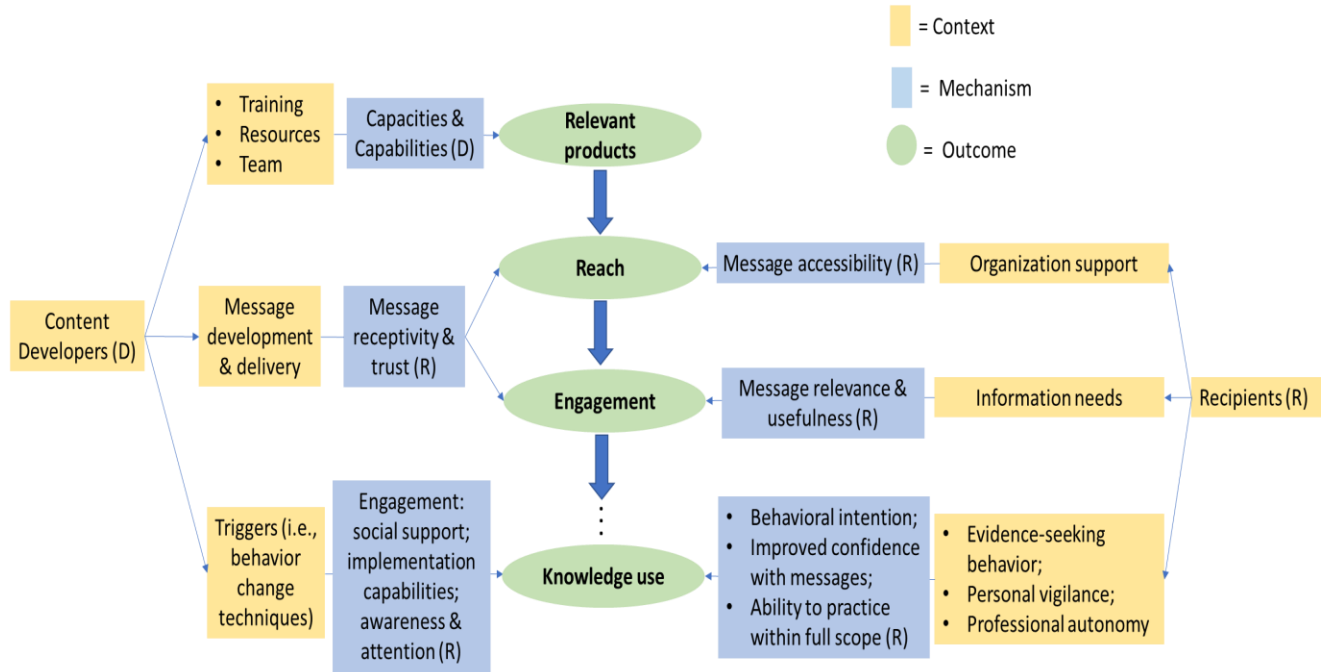 = Context
= Mechanism
= Outcome
• Training
• Resources
• Team
Capacities &
Capabilities (D)
Relevant
products
Reach
Message accessibility (R)
Organization support
Content
Developers (D)
Message
development
& delivery
Message
receptivity &
trust (R)
Engagement
Message relevance &
usefulness (R)
Information needs
Recipients (R)
Triggers (i.e.,
behavior
change
techniques)
Engagement:
social support;
implementation
capabilities;
awareness &
attention (R)
Knowledge use
• Behavioral intention;
• Improved confidence
with messages;
• Ability to practice
within full scope (R)
• Evidence-seeking
behavior;
• Personal vigilance;
• Professional autonomy